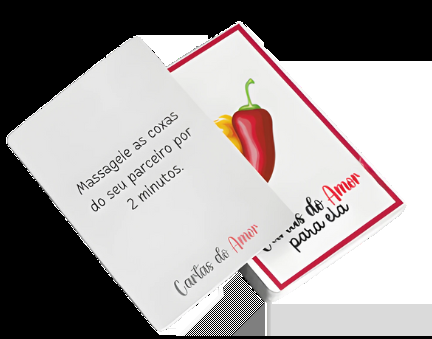 Massageie as coxas
do seu parceiro por
2 minutos.
Cartas do Amor
do Amor
para ela